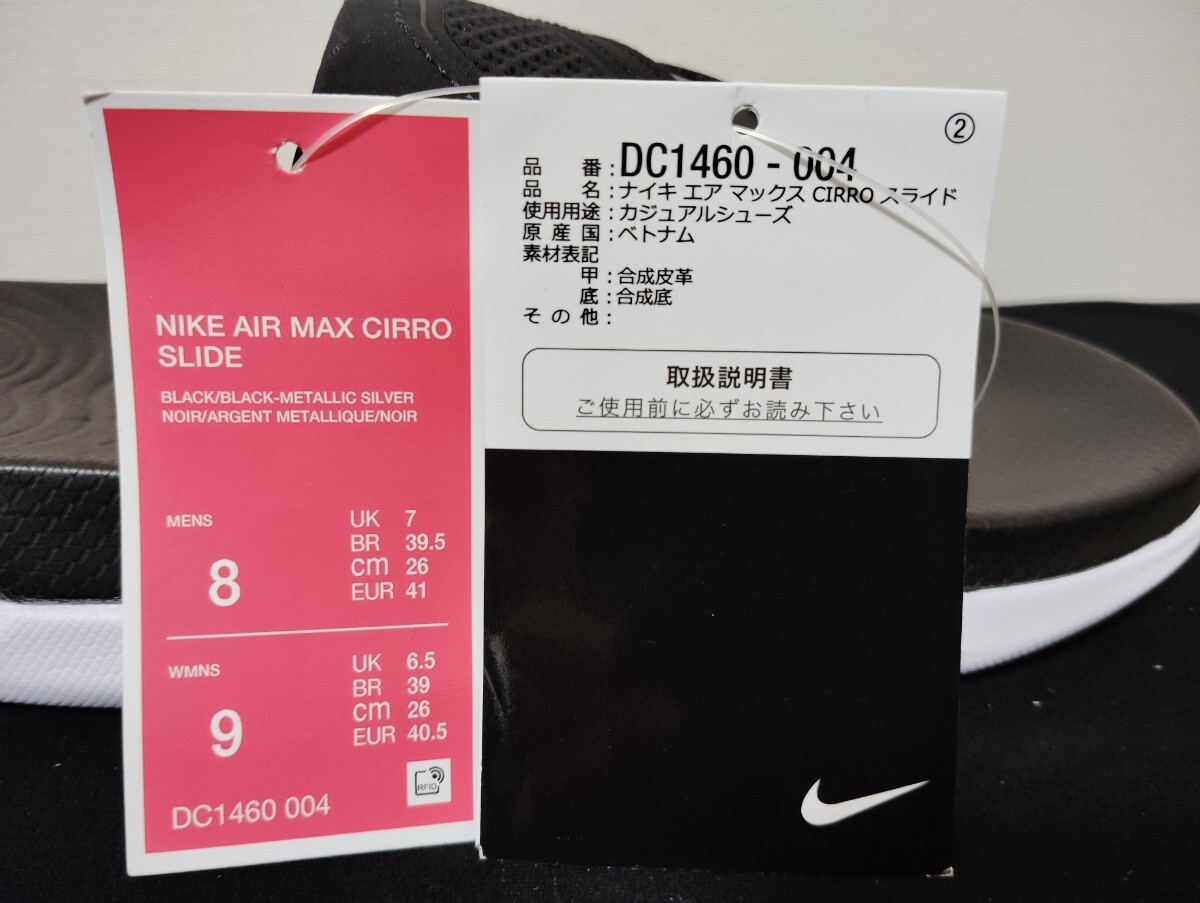 NIKE AIR MAX CIRRO
SLIDE
BLACK/BLACK-METALLIC SILVER
NOIR/ARGENT METALLIQUE/NOIR
MENS
8
UK 7
BR 39.5
cm 26
EUR 41
WMNS
9
UK 6.5
BR 39
cm 26
EUR 40.5
RFID
DC1460 004
②
品 番:DC1460 - 004
品 名:ナイキ エア マックス CIRRO スライド
使用用途:カジュアルシューズ
原 産 国:ベトナム
素材表記
甲:合成皮革
底:合成底
そ の 他:
取扱説明書
ご使用前に必ずお読み下さい